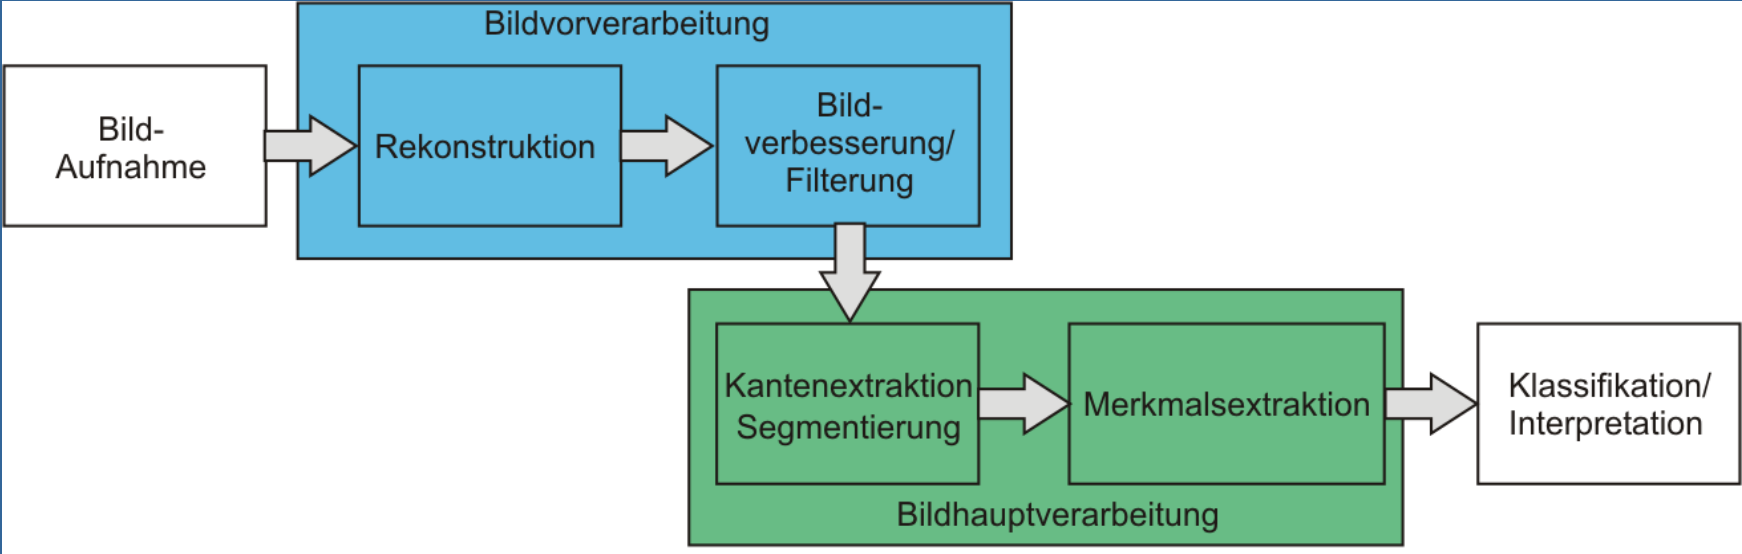 Bildvorverarbeitung
Bild-
Aufnahme
Rekonstruktion
Bild-
verbesserung/
Filterung
Kantenextraktion
Segmentierung
Merkmalsextraktion
Klassifikation/
Interpretation
Bildhauptverarbeitung